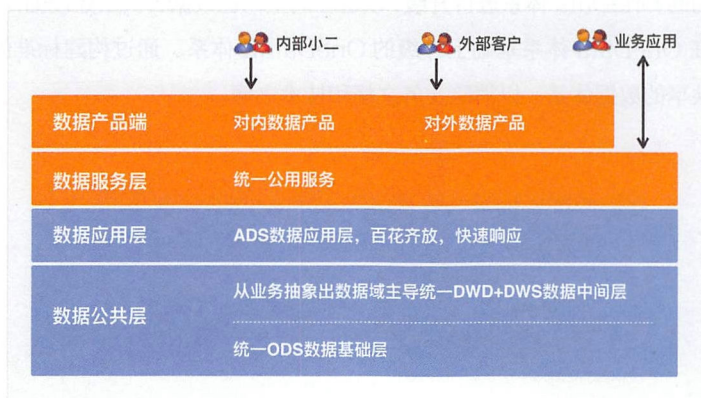 内部小二 外部客户 业务应用
数据产品端 对内数据产品 对外数据产品
数据服务层 统一公用服务
数据应用层 ADS数据应用层，百花齐放，快速响应
从业务抽象出数据域主导统一DWD+DWS数据中间层
数据公共层
统一ODS数据基础层